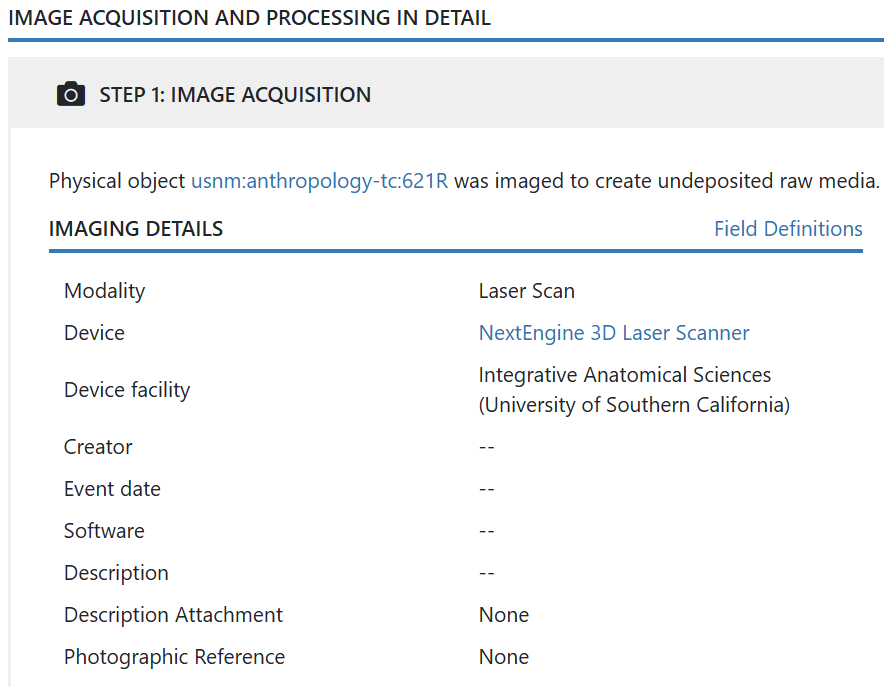 IMAGE ACQUISITION AND PROCESSING IN DETAIL
STEP 1: IMAGE ACQUISITION
Physical object usnm:anthropology-tc:621R was imaged to create undeposited raw media.
IMAGING DETAILS Field Definitions
Modality Laser Scan
Device NextEngine 3D Laser Scanner
Device facility Integrative Anatomical Sciences
(University of Southern California)
Creator --
Event date --
Software --
Description --
Description Attachment None
Photographic Reference None